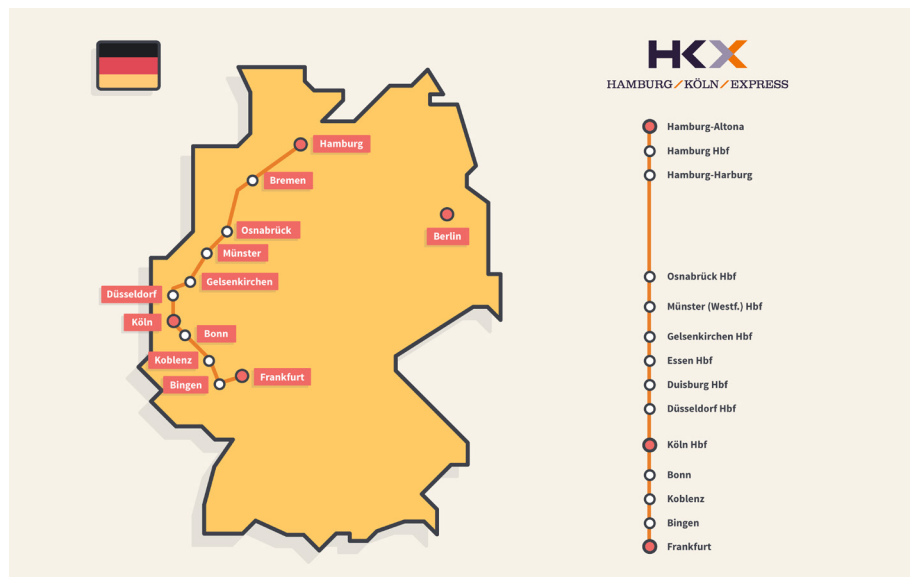 HKX
HAMBURG/KÖLN/EXPRESS
Hamburg
Bremen
Osnabrück
Münster
Gelsenkirchen
Düsseldorf
Köln
Bonn
Koblenz
Bingen
Frankfurt
Berlin
Hamburg-Altona
Hamburg Hbf
Hamburg-Harburg
Osnabrück Hbf
Münster (Westf.) Hbf
Gelsenkirchen Hbf
Essen Hbf
Duisburg Hbf
Düsseldorf Hbf
Köln Hbf
Bonn
Koblenz
Bingen
Frankfurt